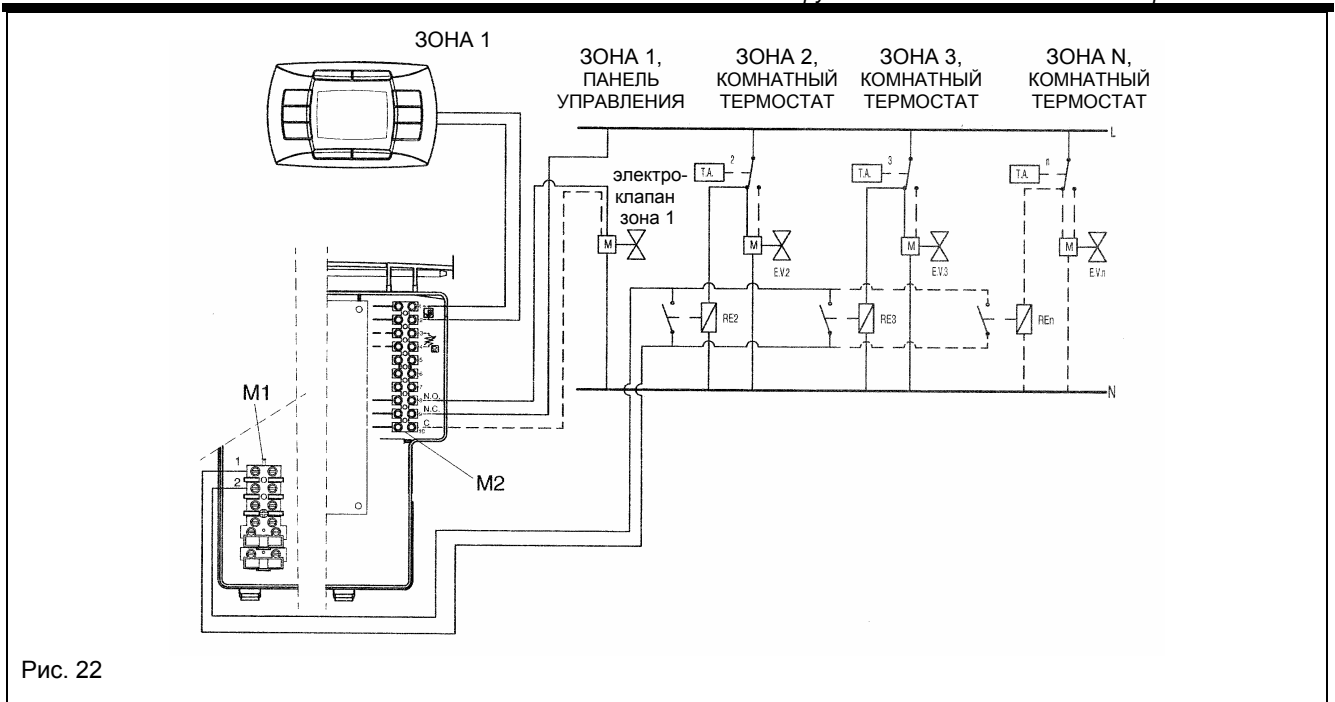 ЗОНА 1
ЗОНА 1,
ПАНЕЛЬ
УПРАВЛЕНИЯ
ЗОНА 2,
КОМНАТНЫЙ
ТЕРМОСТАТ
ЗОНА 3,
КОМНАТНЫЙ
ТЕРМОСТАТ
ЗОНА N,
КОМНАТНЫЙ
ТЕРМОСТАТ
L
T.A.
2
T.A.
3
T.A.
n
электро-
клапан
зона 1
M
M
M
M
E.V.2
E.V.3
E.V.n
RE2
RE3
REn
N
N.O.
N.C.
C
10
M1
1
2
M2
Рис. 22